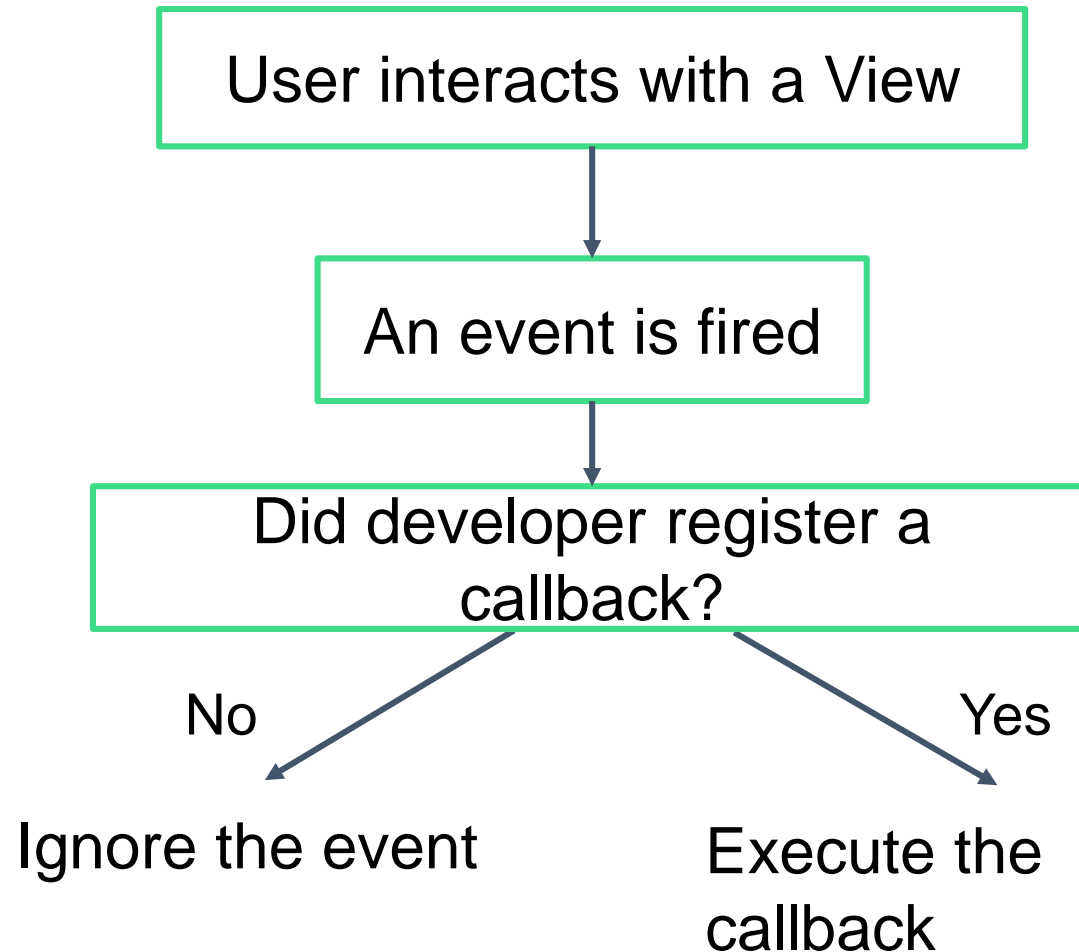 User interacts with a View
An event is fired
Did developer register a
callback?
No
Yes
Ignore the event
Execute the
callback